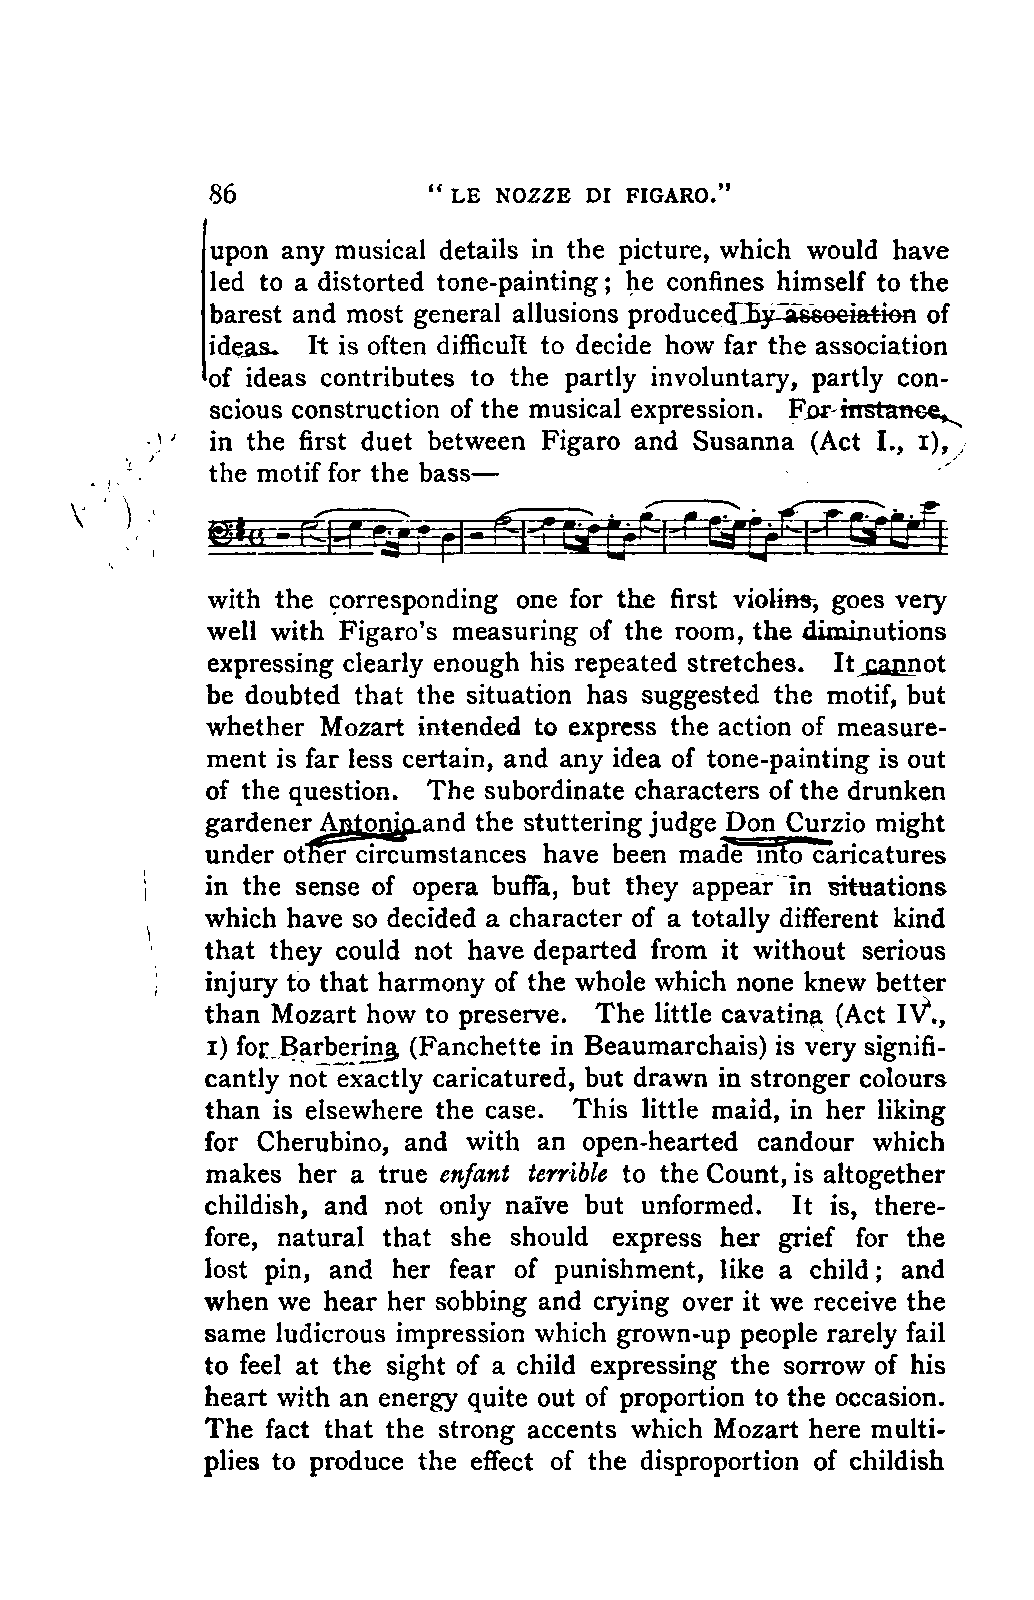 86 " LE NOZZE DI FIGARO."
upon any musical details in the picture, which would have
led to a distorted tone-painting ; he confines himself to the
barest and most general allusions produced by association of
ideas. It is often difficult to decide how far the association
of ideas contributes to the partly involuntary, partly con-
scious construction of the musical expression. For instance,
in the first duet between Figaro and Susanna (Act I., 1),
the motif for the bass—
with the corresponding one for the first violins, goes very
well with Figaro's measuring of the room, the diminutions
expressing clearly enough his repeated stretches. It cannot
be doubted that the situation has suggested the motif, but
whether Mozart intended to express the action of measure-
ment is far less certain, and any idea of tone-painting is out
of the question. The subordinate characters of the drunken
gardener Antonio and the stuttering judge Don Curzio might
under other circumstances have been made into caricatures
in the sense of opera buffa, but they appear in situations
which have so decided a character of a totally different kind
that they could not have departed from it without serious
injury to that harmony of the whole which none knew better
than Mozart how to preserve. The little cavatina (Act IV.,
1) for Barberina (Fanchette in Beaumarchais) is very signifi-
cantly not exactly caricatured, but drawn in stronger colours
than is elsewhere the case. This little maid, in her liking
for Cherubino, and with an open-hearted candour which
makes her a true enfant terrible to the Count, is altogether
childish, and not only naïve but unformed. It is, there-
fore, natural that she should express her grief for the
lost pin, and her fear of punishment, like a child ; and
when we hear her sobbing and crying over it we receive the
same ludicrous impression which grown-up people rarely fail
to feel at the sight of a child expressing the sorrow of his
heart with an energy quite out of proportion to the occasion.
The fact that the strong accents which Mozart here multi-
plies to produce the effect of the disproportion of childish